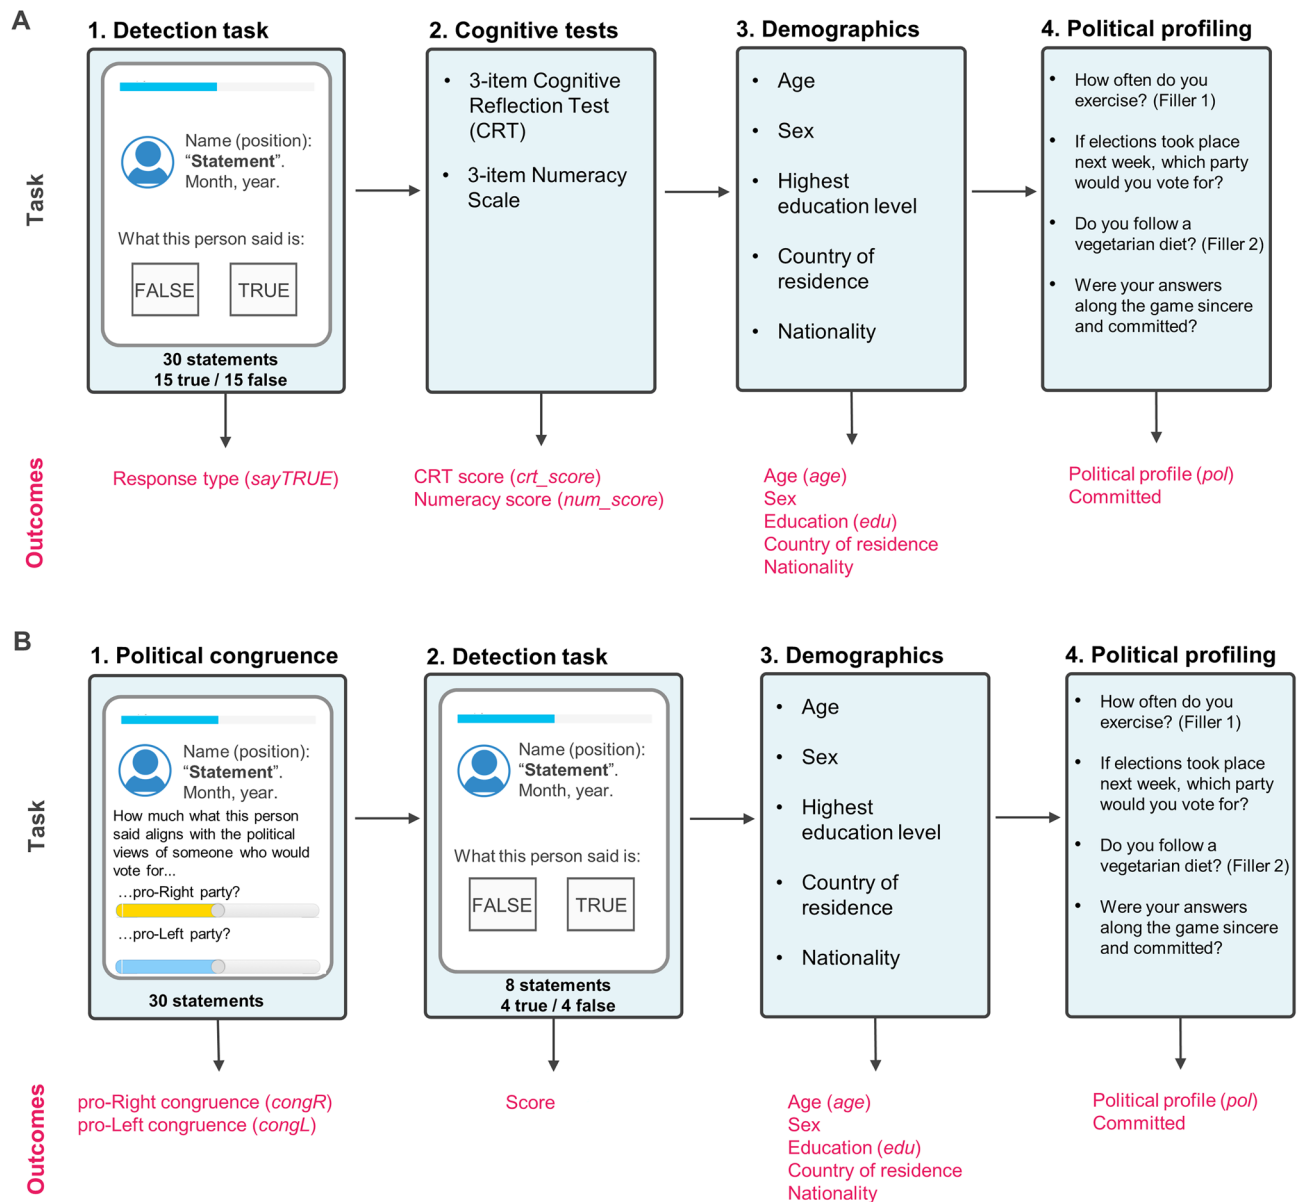 A
1. Detection task
Name (position):
“Statement”.
Month, year.
What this person said is:
FALSE
TRUE
30 statements
15 true / 15 false
2. Cognitive tests
• 3-item Cognitive
Reflection Test
(CRT)
• 3-item Numeracy
Scale
3. Demographics
• Age
• Sex
• Highest
education level
• Country of
residence
• Nationality
4. Political profiling
• How often do you
exercise? (Filler 1)
• If elections took place
next week, which party
would you vote for?
• Do you follow a
vegetarian diet? (Filler 2)
• Were your answers
along the game sincere
and committed?
Task
Outcomes
Response type (sayTRUE)
CRT score (crt_score)
Numeracy score (num_score)
Age (age)
Sex
Education (edu)
Country of residence
Nationality
Political profile (pol)
Committed
B
1. Political congruence
Name (position):
“Statement”.
Month, year.
How much what this person
said aligns with the political
views of someone who would
vote for...
...pro-Right party?
...pro-Left party?
30 statements
2. Detection task
Name (position):
“Statement”.
Month, year.
What this person said is:
FALSE
TRUE
8 statements
4 true / 4 false
3. Demographics
• Age
• Sex
• Highest
education level
• Country of
residence
• Nationality
4. Political profiling
• How often do you
exercise? (Filler 1)
• If elections took place
next week, which party
would you vote for?
• Do you follow a
vegetarian diet? (Filler 2)
• Were your answers
along the game sincere
and committed?
Task
Outcomes
pro-Right congruence (congR)
pro-Left congruence (congL)
Score
Age (age)
Sex
Education (edu)
Country of residence
Nationality
Political profile (pol)
Committed